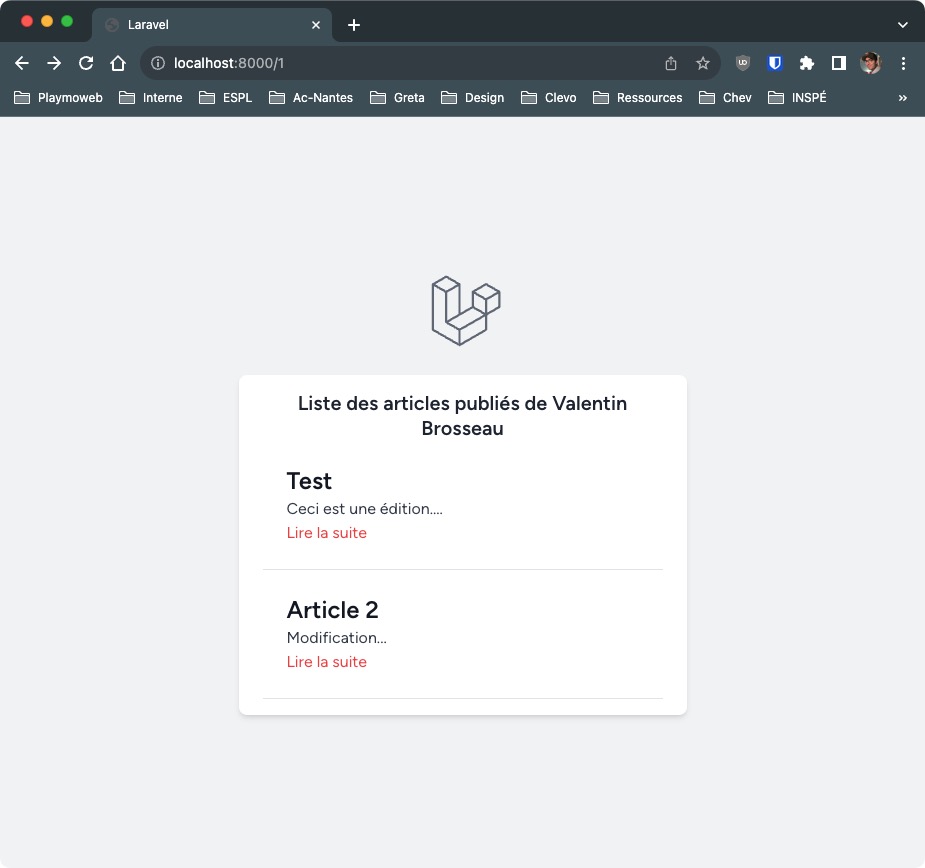 Laravel
localhost:8000/1
Playmoweb Interne ESPL Ac-Nantes Greta Design Clevo Ressources Chev INSPÉ »
Liste des articles publiés de Valentin
Brosseau
Test
Ceci est une édition....
Lire la suite
Article 2
Modification...
Lire la suite